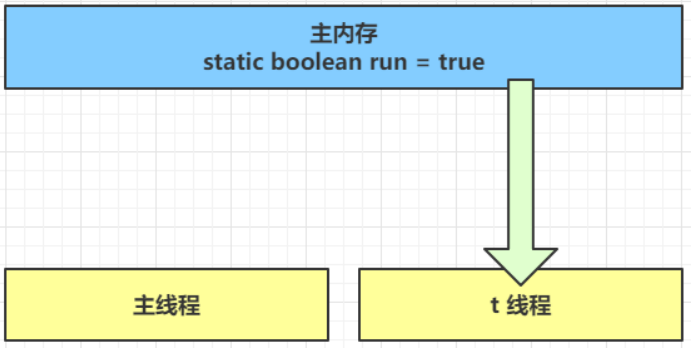 主内存
static boolean run = true
主线程
t 线程